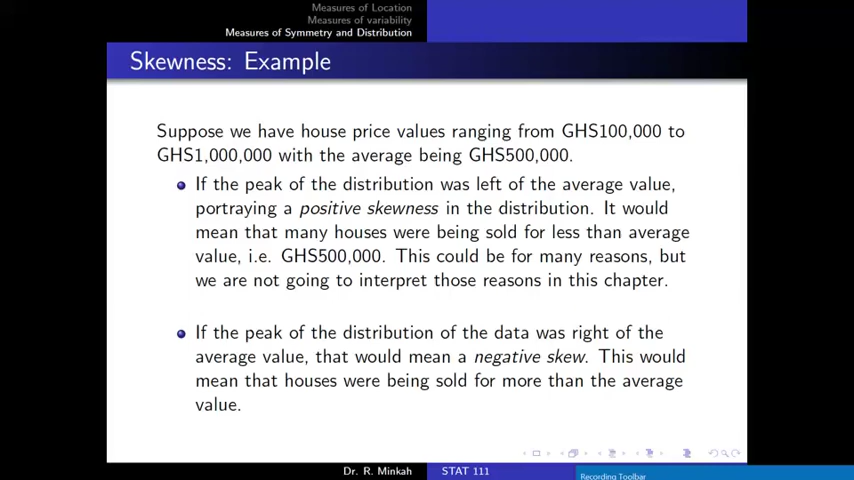 Measures of Location
Measures of variability
Measures of Symmetry and Distribution
Skewness: Example
Suppose we have house price values ranging from GHS100,000 to
GHS1,000,000 with the average being GHS500,000.
If the peak of the distribution was left of the average value,
portraying a positive skewness in the distribution. It would
mean that many houses were being sold for less than average
value, i.e. GHS500,000. This could be for many reasons, but
we are not going to interpret those reasons in this chapter.
If the peak of the distribution of the data was right of the
average value, that would mean a negative skew. This would
mean that houses were being sold for more than the average
value.
Dr. R. Minkah
STAT 111
Recording Toolbar